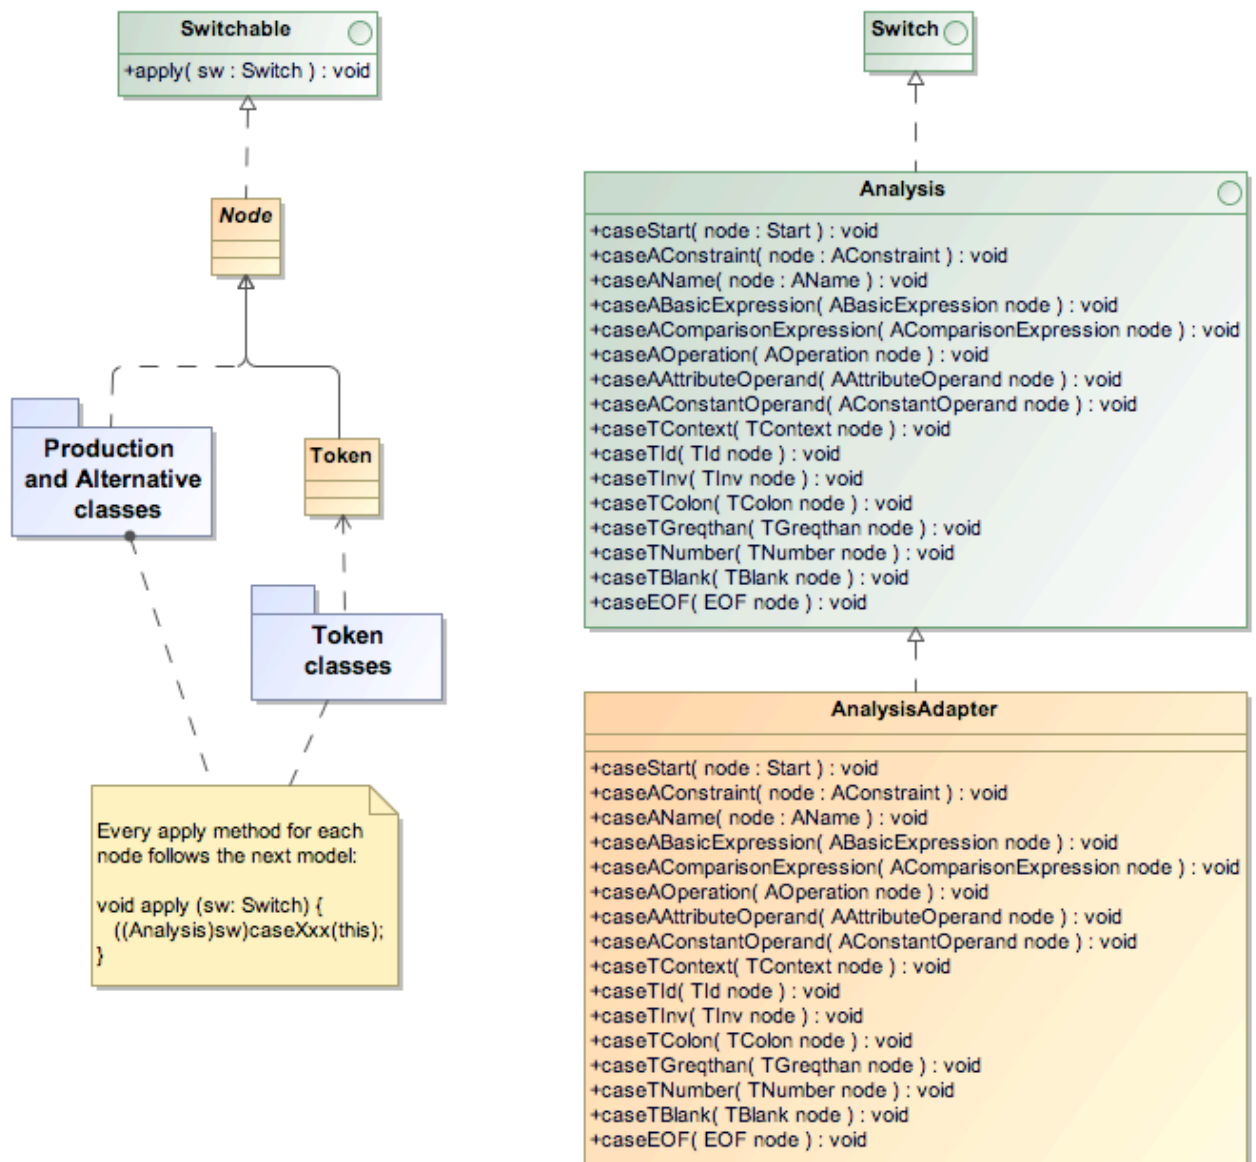 Switchable
+apply( sw : Switch ) : void
Node
Production
and Alternative
classes
Token
Token
classes
Every apply method for each
node follows the next model:
void apply (sw: Switch) {
((Analysis)sw)caseXxx(this);
}
Switch
Analysis
+caseStart( node : Start ) : void
+caseAConstraint( node : AConstraint ) : void
+caseAName( node : AName ) : void
+caseABasicExpression( ABasicExpression node ) : void
+caseAComparisonExpression( AComparisonExpression node ) : void
+caseAOperation( AOperation node ) : void
+caseAAttributeOperand( AAttributeOperand node ) : void
+caseAConstantOperand( AConstantOperand node ) : void
+caseTContext( TContext node ) : void
+caseTId( TId node ) : void
+caseTInv( TInv node ) : void
+caseTColon( TColon node ) : void
+caseTGreqthan( TGreqthan node ) : void
+caseTNumber( TNumber node ) : void
+caseTBlank( TBlank node ) : void
+caseEOF( EOF node ) : void
AnalysisAdapter
+caseStart( node : Start ) : void
+caseAConstraint( node : AConstraint ) : void
+caseAName( node : AName ) : void
+caseABasicExpression( ABasicExpression node ) : void
+caseAComparisonExpression( AComparisonExpression node ) : void
+caseAOperation( AOperation node ) : void
+caseAAttributeOperand( AAttributeOperand node ) : void
+caseAConstantOperand( AConstantOperand node ) : void
+caseTContext( TContext node ) : void
+caseTId( TId node ) : void
+caseTInv( TInv node ) : void
+caseTColon( TColon node ) : void
+caseTGreqthan( TGreqthan node ) : void
+caseTNumber( TNumber node ) : void
+caseTBlank( TBlank node ) : void
+caseEOF( EOF node ) : void